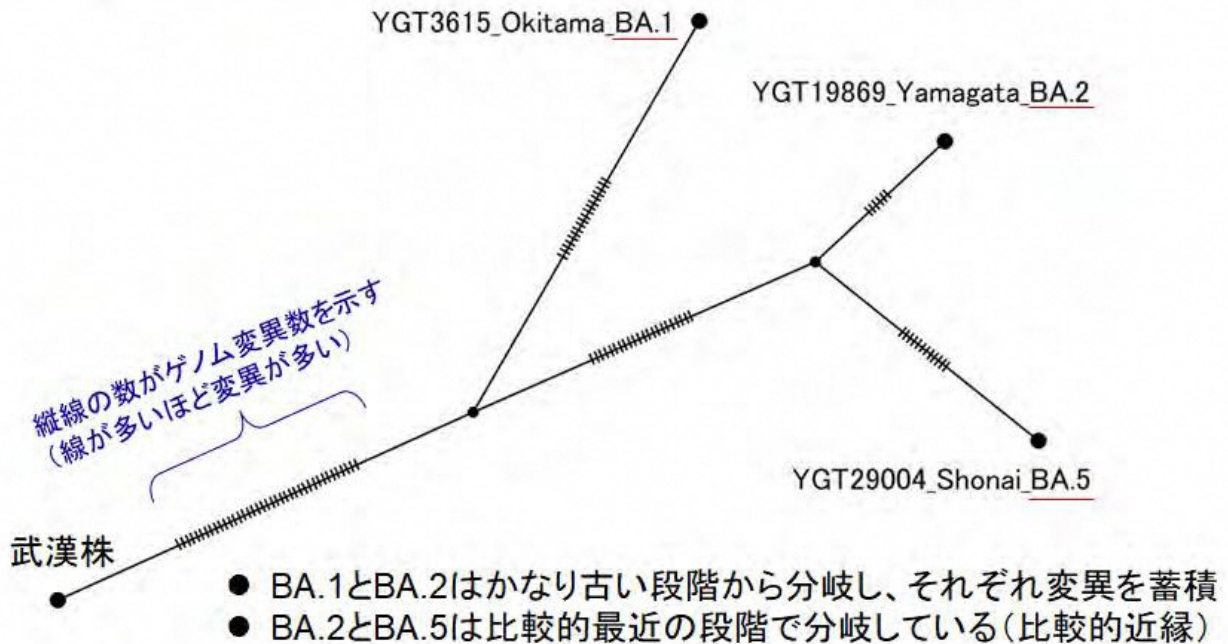 YGT3615_Okitama_BA.1
YGT19869_Yamagata_BA.2
縦線の数がゲノム変異数を示す
（線が多いほど変異が多い）
YGT29004_Shonai_BA.5
武漢株
● BA.1とBA.2はかなり古い段階から分岐し、それぞれ変異を蓄積
● BA.2とBA.5は比較的最近の段階で分岐している（比較的近縁）